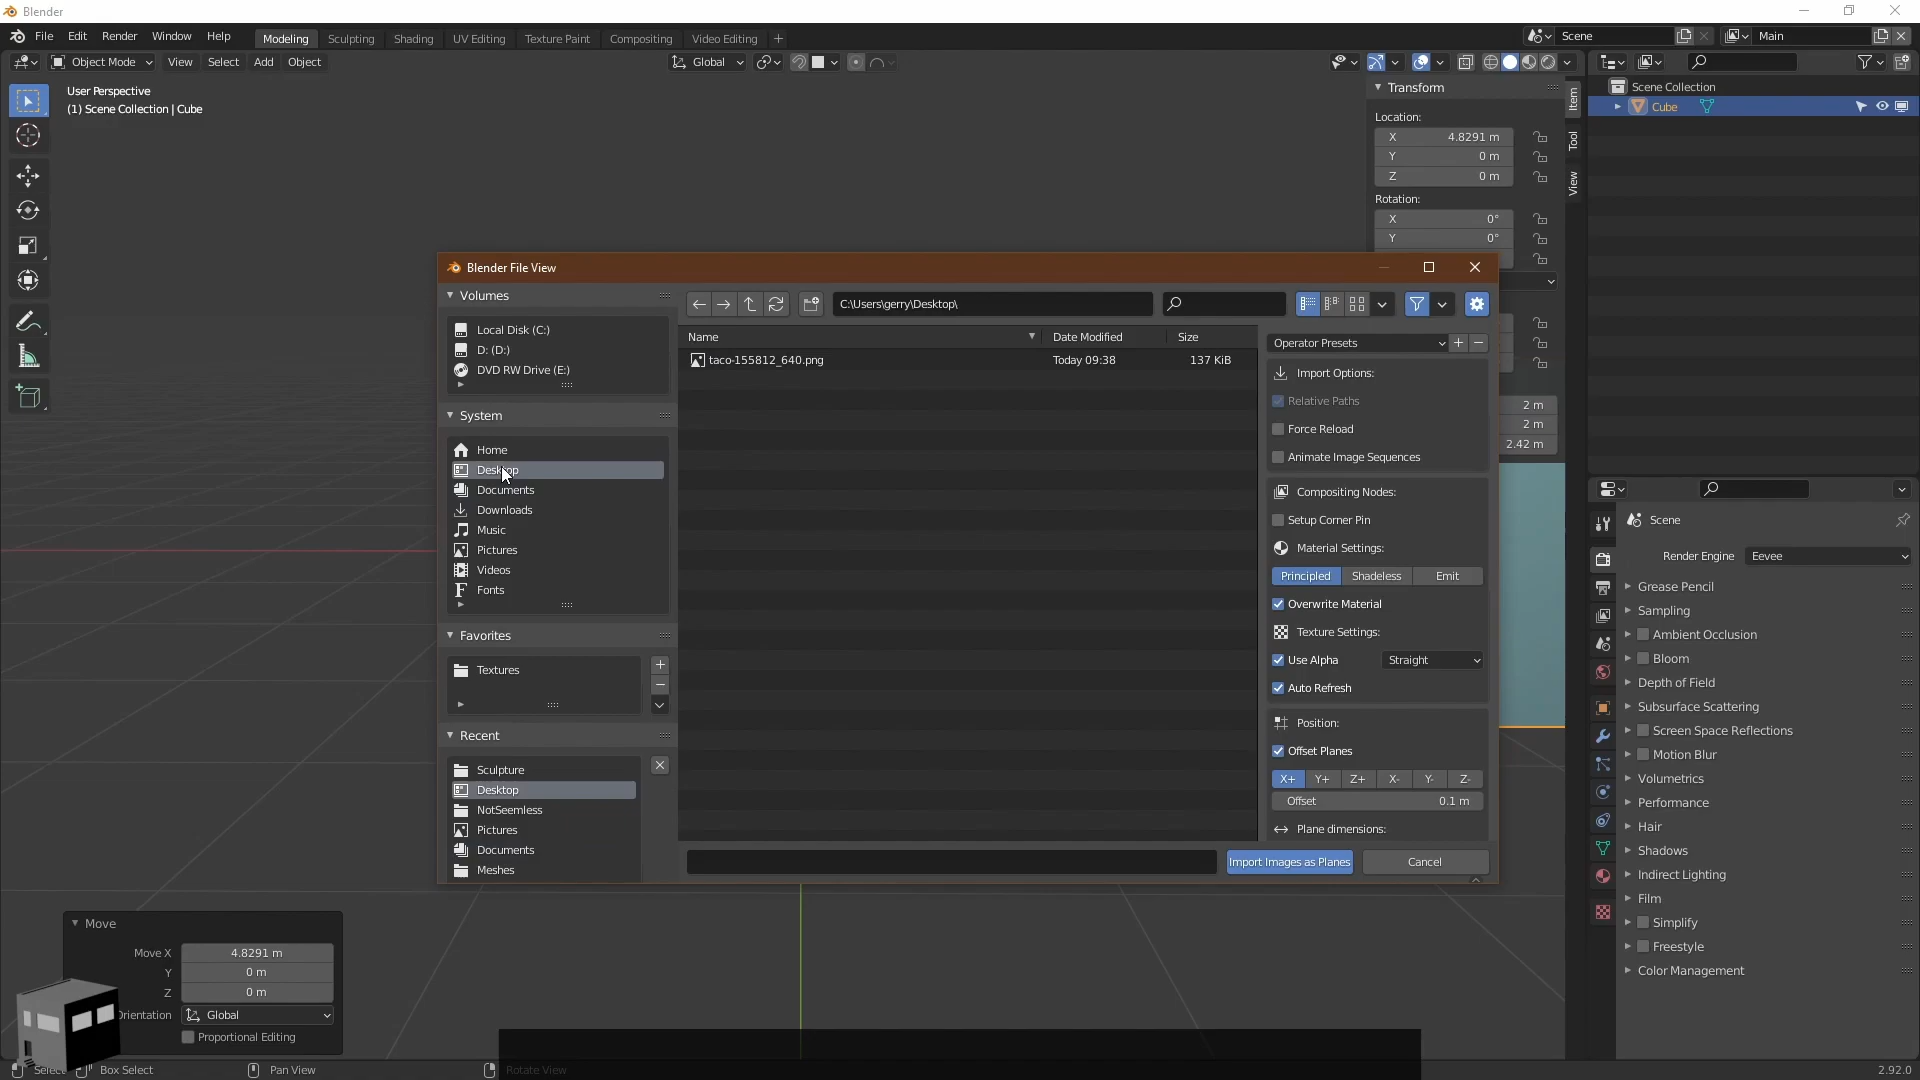 Blender
File Edit Render Window Help
Modeling Sculpting Shading UV Editing Texture Paint Compositing Video Editing +
Scene
Main
Object Mode View Select Add Object
Global
User Perspective
(1) Scene Collection | Cube
Transform
Location:
X 4.8291 m
Y 0 m
Z 0 m
Rotation:
X 0°
Y 0°
2 m
2 m
2.42 m
Item
Tool
View
Scene Collection
Cube
Blender File View
Volumes
Local Disk (C:)
D: (D:)
DVD RW Drive (E:)
System
Home
Desktop
Documents
Downloads
Music
Pictures
Videos
Fonts
Favorites
Textures
Recent
Sculpture
Desktop
NotSeemless
Pictures
Documents
Meshes
C:\Users\gerry\Desktop\
Name Date Modified Size
taco-155812_640.png Today 09:38 137 KiB
Operator Presets
Import Options:
Relative Paths
Force Reload
Animate Image Sequences
Compositing Nodes:
Setup Corner Pin
Material Settings:
Principled Shadeless Emit
Overwrite Material
Texture Settings:
Use Alpha Straight
Auto Refresh
Position:
Offset Planes
X+ Y+ Z+ X- Y- Z-
Offset 0.1 m
Plane dimensions:
Import Images as Planes Cancel
Scene
Render Engine Eevee
Grease Pencil
Sampling
Ambient Occlusion
Bloom
Depth of Field
Subsurface Scattering
Screen Space Reflections
Motion Blur
Volumetrics
Performance
Hair
Shadows
Indirect Lighting
Film
Simplify
Freestyle
Color Management
Move
Move X 4.8291 m
Y 0 m
Z 0 m
Orientation Global
Proportional Editing
Select Box Select Pan View Rotate View
2.92.0